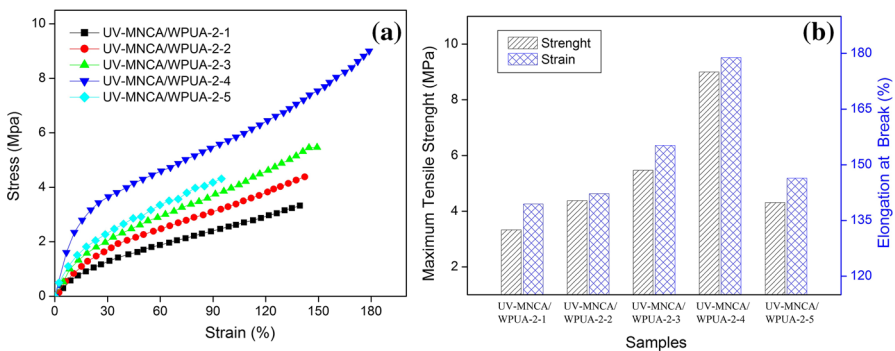 (a)
UV-MNCA/WPUA-2-1
UV-MNCA/WPUA-2-2
UV-MNCA/WPUA-2-3
UV-MNCA/WPUA-2-4
UV-MNCA/WPUA-2-5
Stress (Mpa)
10
8
6
4
2
0
0 30 60 90 120 150 179
Strain (%)
(b)
Strenght
Strain
Maximum Tensile Strenght (MPa)
10
8
6
4
2
Elongation at Break (%)
180
165
150
135
120
UV-MNCA/ UV-MNCA/ UV-MNCA/ UV-MNCA/ UV-MNCA/
WPUA-2-1 WPUA-2-2 WPUA-2-3 WPUA-2-4 WPUA-2-5
Samples